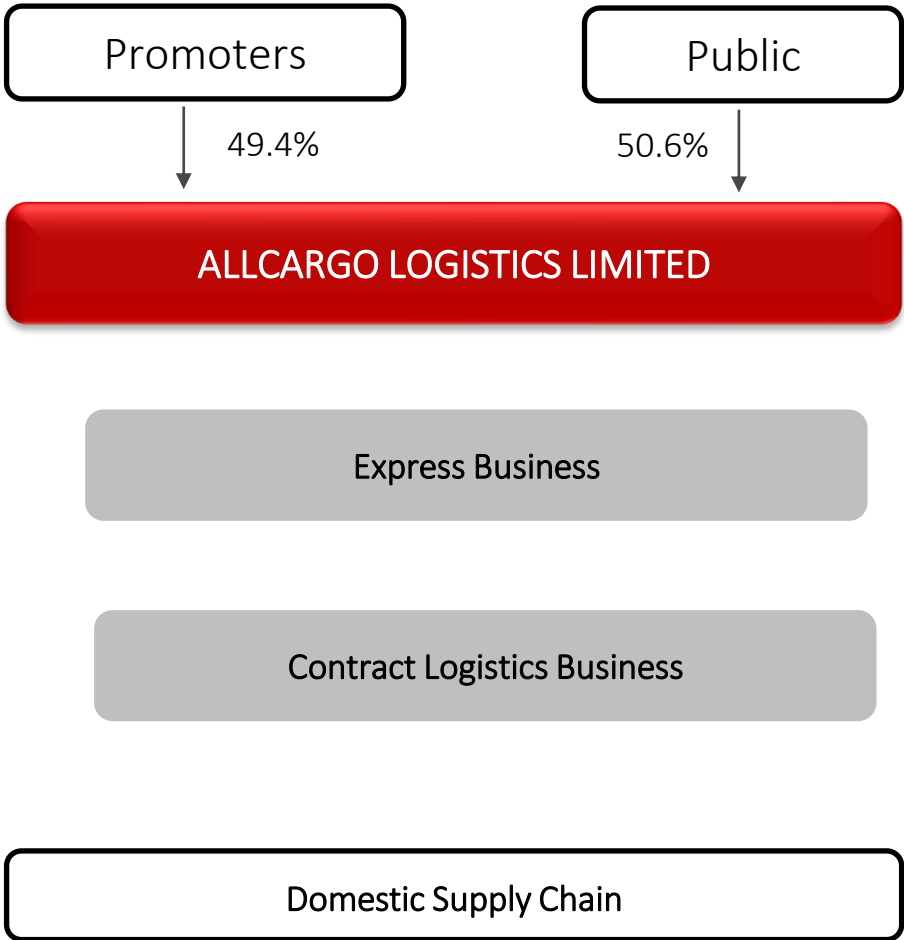 Promoters
Public
49.4%
50.6%
ALLCARGO LOGISTICS LIMITED
Express Business
Contract Logistics Business
Domestic Supply Chain